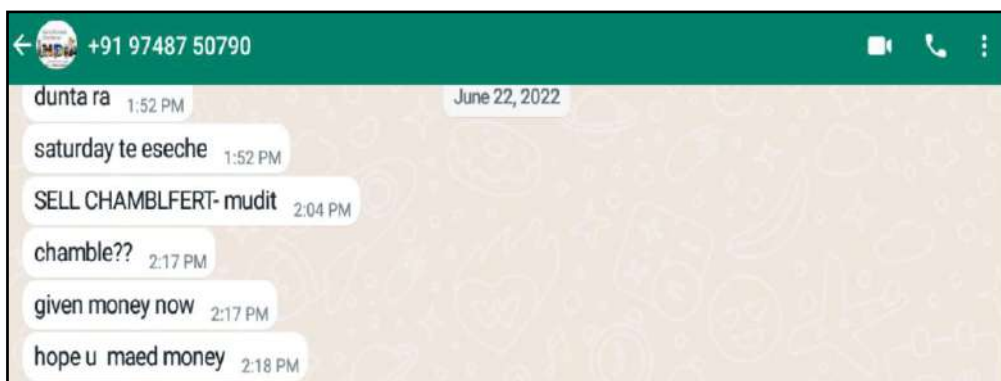 +91 97487 50790
June 22, 2022
dunta ra 1:52 PM
saturday te eseche 1:52 PM
SELL CHAMBLFERT- mudit 2:04 PM
chamble?? 2:17 PM
given money now 2:17 PM
hope u maed money 2:18 PM